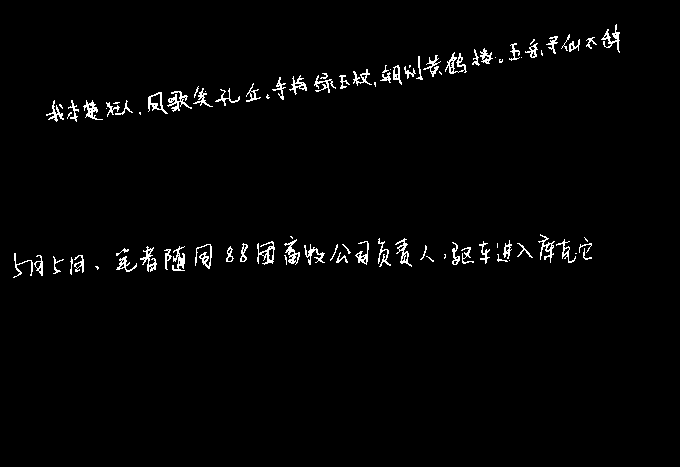 我本楚狂人,凤歌笑孔丘。手持绿玉杖,朝别黄鹤楼。五岳寻仙不辞
5月5日、笔者随同88团畜牧公司负责人,驱车进入库瓦它